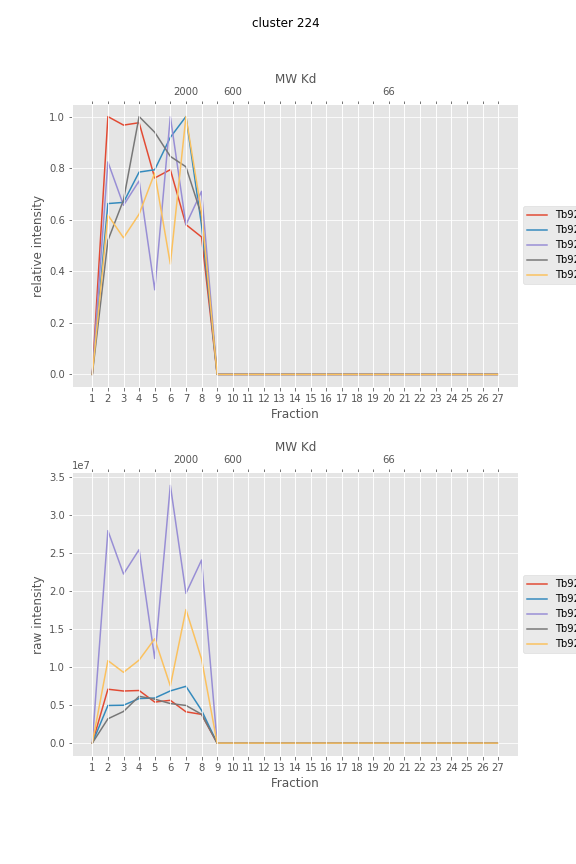 cluster 224
MW Kd
2000 600 66
1.0
0.8
0.6
0.4
0.2
0.0
relative intensity
Tb92
Tb92
Tb92
Tb92
Tb92
1 2 3 4 5 6 7 8 9 10 11 12 13 14 15 16 17 18 19 20 21 22 23 24 25 26 27
Fraction
MW Kd
2000 600 66
1e7
3.5
3.0
2.5
2.0
1.5
1.0
0.5
0.0
raw intensity
Tb92
Tb92
Tb92
Tb92
Tb92
1 2 3 4 5 6 7 8 9 10 11 12 13 14 15 16 17 18 19 20 21 22 23 24 25 26 27
Fraction